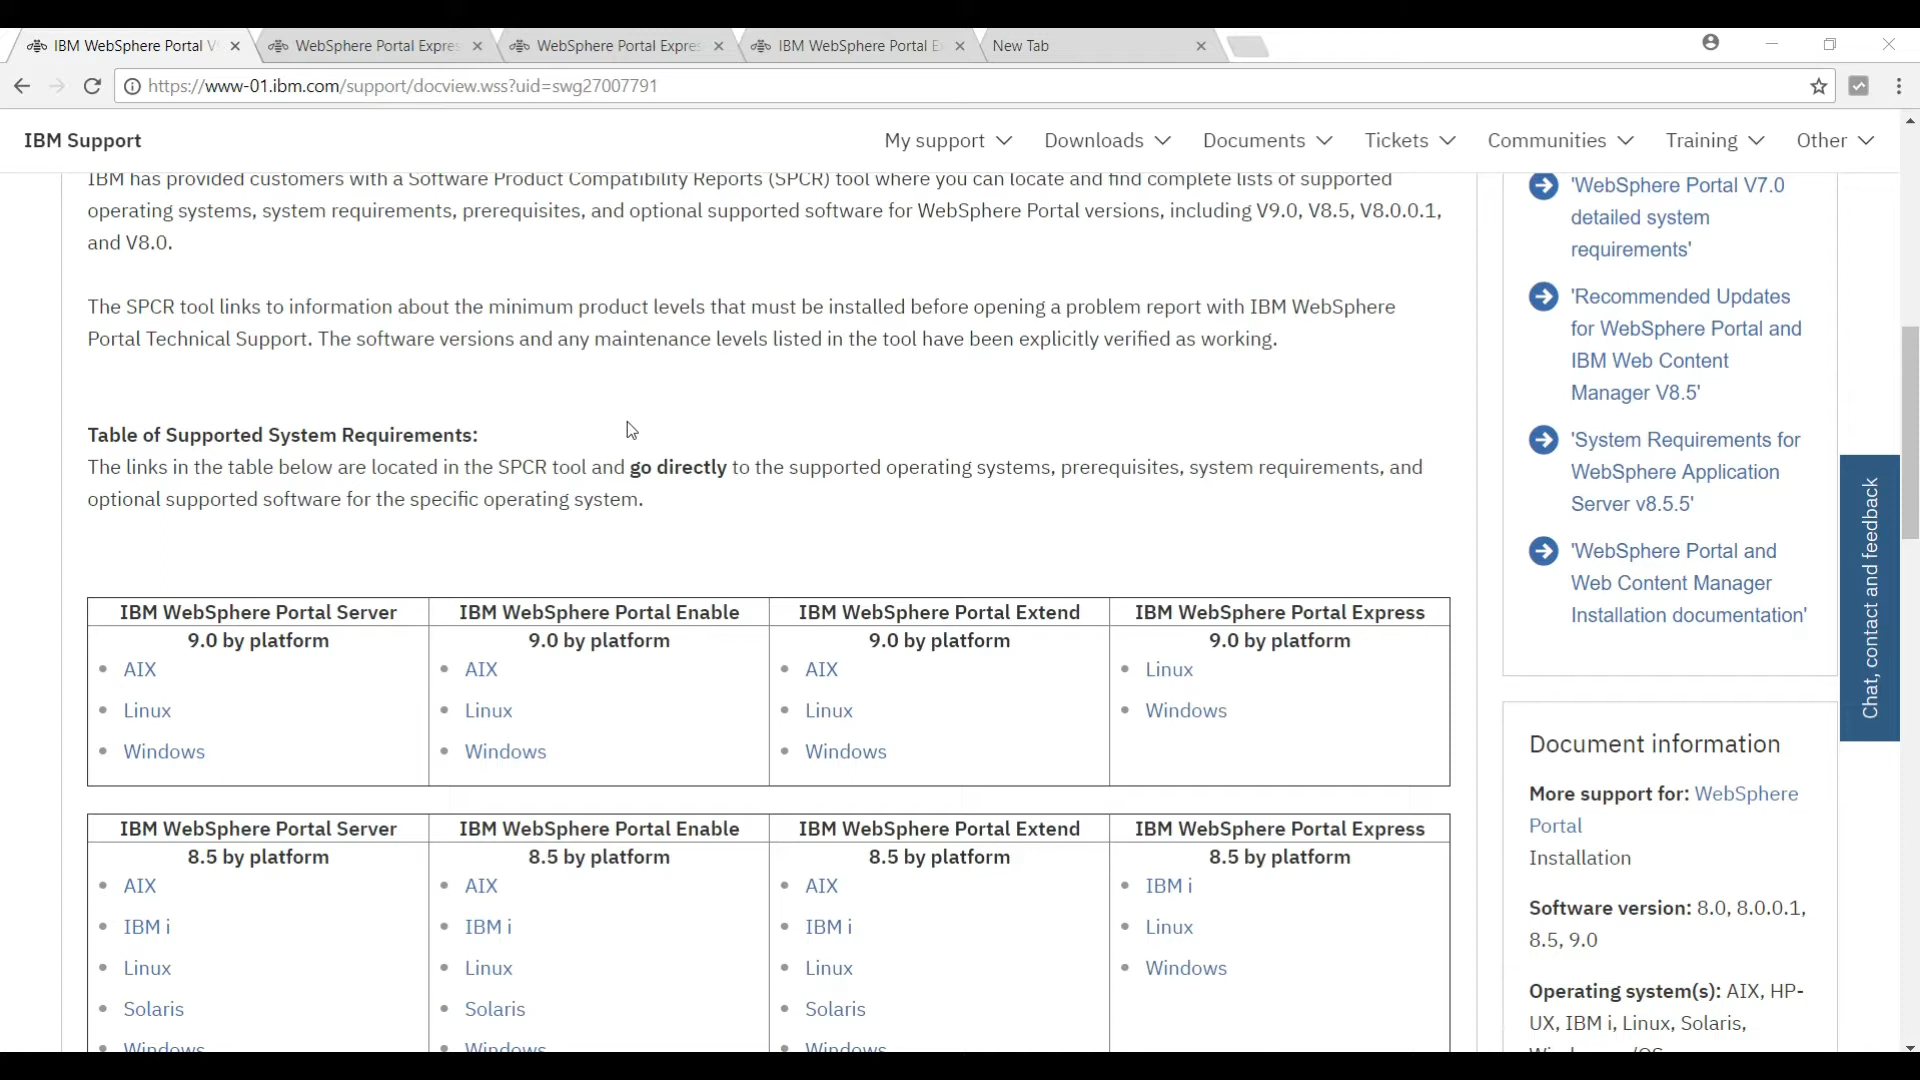 IBM WebSphere Portal V
WebSphere Portal Expres
WebSphere Portal Expres
IBM WebSphere Portal E
New Tab
https://www-01.ibm.com/support/docview.wss?uid=swg27007791
IBM Support
My support
Downloads
Documents
Tickets
Communities
Training
Other
IBM has provided customers with a Software Product Compatibility Reports (SPCR) tool where you can locate and find complete lists of supported
operating systems, system requirements, prerequisites, and optional supported software for WebSphere Portal versions, including V9.0, V8.5, V8.0.0.1,
and V8.0.
The SPCR tool links to information about the minimum product levels that must be installed before opening a problem report with IBM WebSphere
Portal Technical Support. The software versions and any maintenance levels listed in the tool have been explicitly verified as working.
Table of Supported System Requirements:
The links in the table below are located in the SPCR tool and go directly to the supported operating systems, prerequisites, system requirements, and
optional supported software for the specific operating system.
IBM WebSphere Portal Server
IBM WebSphere Portal Enable
IBM WebSphere Portal Extend
IBM WebSphere Portal Express
9.0 by platform
9.0 by platform
9.0 by platform
9.0 by platform
AIX
Linux
Windows
AIX
Linux
Windows
AIX
Linux
Windows
Linux
Windows
IBM WebSphere Portal Server
IBM WebSphere Portal Enable
IBM WebSphere Portal Extend
IBM WebSphere Portal Express
8.5 by platform
8.5 by platform
8.5 by platform
8.5 by platform
AIX
IBM i
Linux
Solaris
Windows
AIX
IBM i
Linux
Solaris
Windows
AIX
IBM i
Linux
Solaris
Windows
IBM i
Linux
Windows
'WebSphere Portal V7.0
detailed system
requirements'
'Recommended Updates
for WebSphere Portal and
IBM Web Content
Manager V8.5'
'System Requirements for
WebSphere Application
Server v8.5.5'
'WebSphere Portal and
Web Content Manager
Installation documentation'
Chat, contact and feedback
Document information
More support for: WebSphere
Portal
Installation
Software version: 8.0, 8.0.0.1,
8.5, 9.0
Operating system(s): AIX, HP-
UX, IBM i, Linux, Solaris,